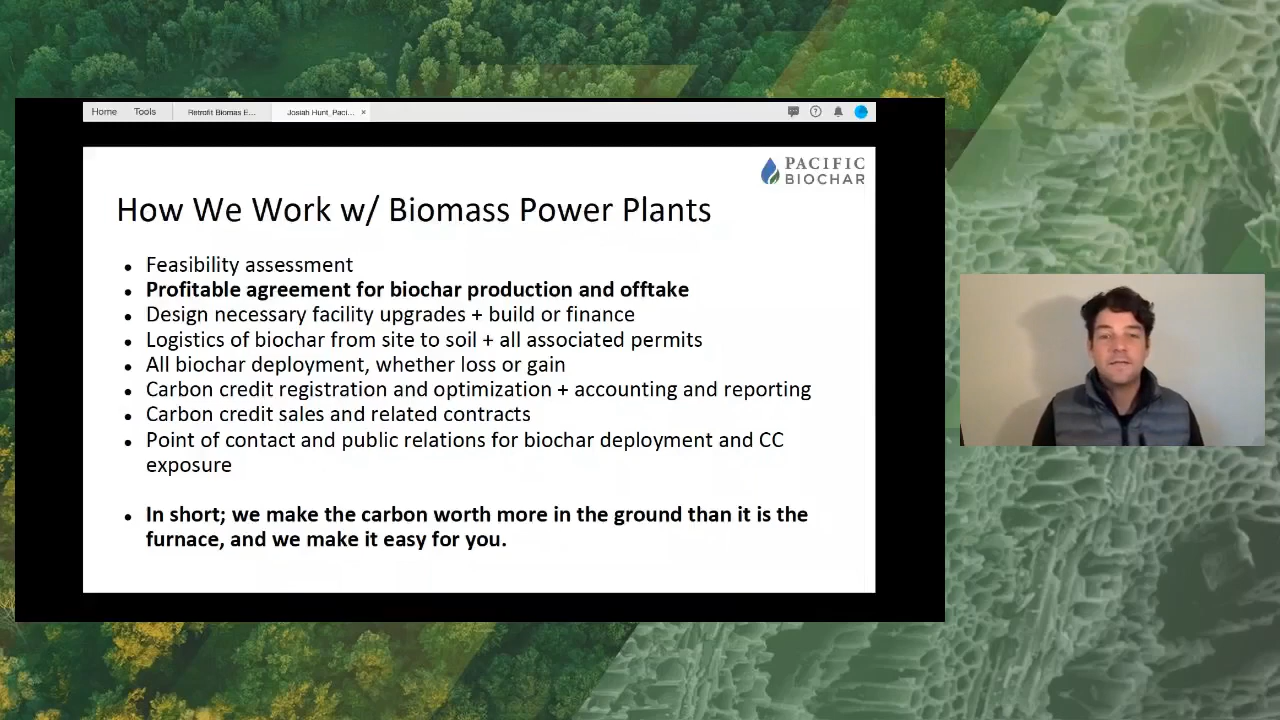 Home Tools Retrofit Biomas E... Josiah Hunt_Paci... ×
PACIFIC
BIOCHAR
How We Work w/ Biomass Power Plants
• Feasibility assessment
• Profitable agreement for biochar production and offtake
• Design necessary facility upgrades + build or finance
• Logistics of biochar from site to soil + all associated permits
• All biochar deployment, whether loss or gain
• Carbon credit registration and optimization + accounting and reporting
• Carbon credit sales and related contracts
• Point of contact and public relations for biochar deployment and CC
exposure
• In short; we make the carbon worth more in the ground than it is the
furnace, and we make it easy for you.